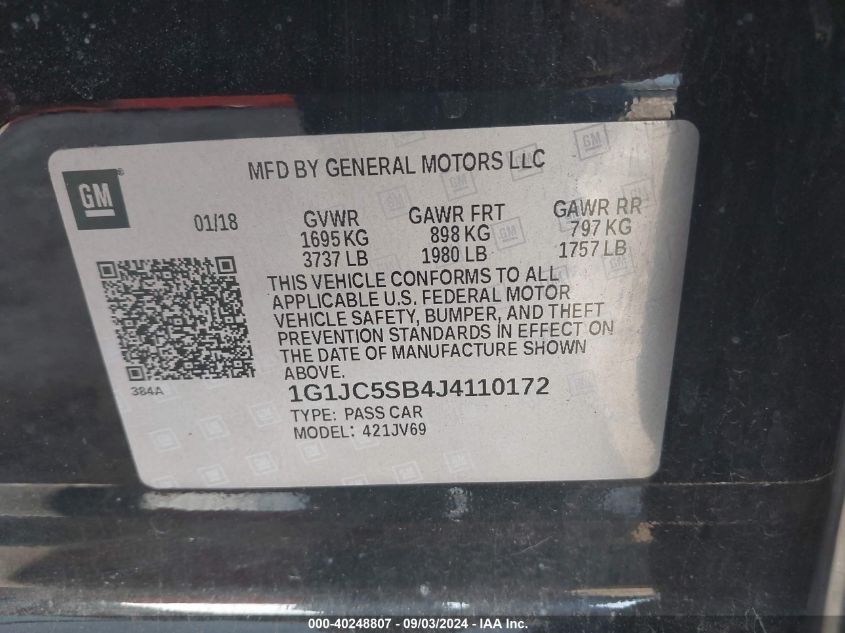 GM
MFD BY GENERAL MOTORS LLC
01/18
GVWR
1695 KG
3737 LB
GAWR FRT
898 KG
1980 LB
GAWR RR
797 KG
1757 LB
THIS VEHICLE CONFORMS TO ALL
APPLICABLE U.S. FEDERAL MOTOR
VEHICLE SAFETY, BUMPER, AND THEFT
PREVENTION STANDARDS IN EFFECT ON
THE DATE OF MANUFACTURE SHOWN
ABOVE.
384A
1G1JC5SB4J4110172
TYPE: PASS CAR
MODEL: 421JV69
000-40248807 - 09/03/2024 - IAA Inc.